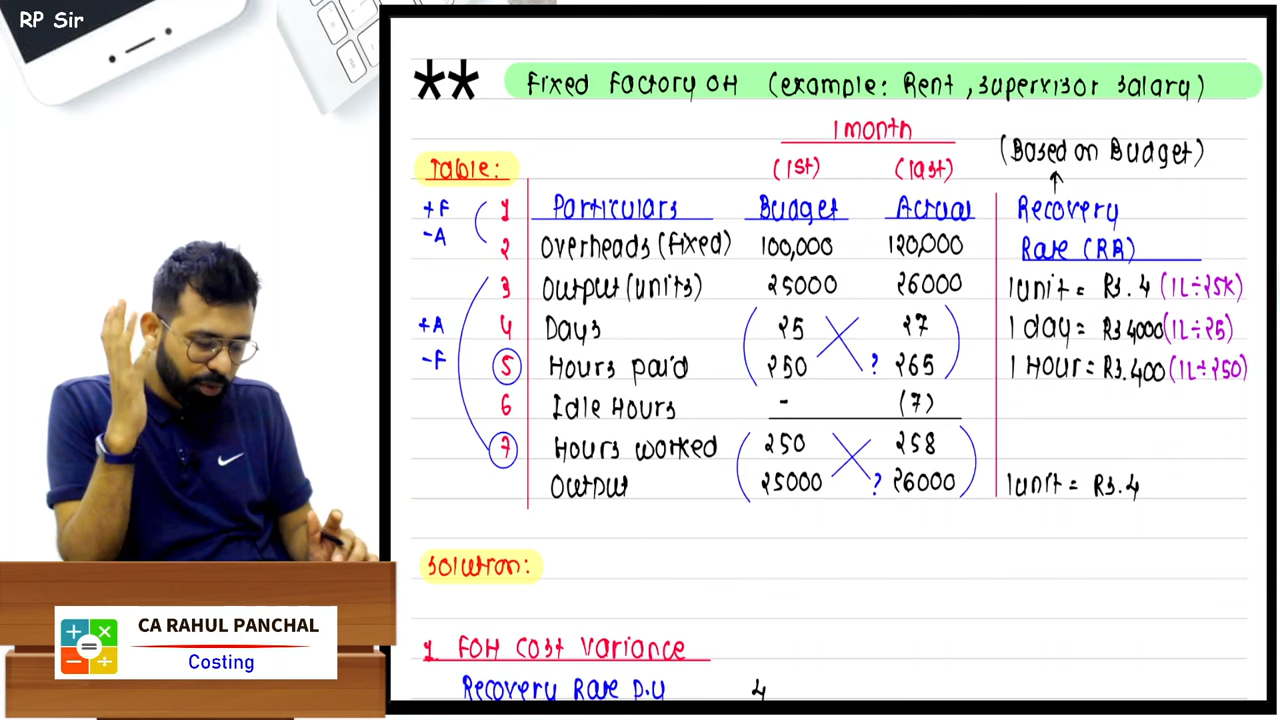 RP Sir
** Fixed Factory OH (example: Rent, Supervisor Salary)
1 month
Table: (1st) (last) (Based on Budget)
+F 1 Particulars Budget Actual Recovery
-A 2 Overheads (Fixed) 100,000 120,000 Rate (RR)
3 Output (units) 25000 26000 1 unit = Rs. 4 (1L÷25K)
+A 4 Days 25 27 1 day = Rs 4000 (1L÷25)
-F 5 Hours paid 250 ? 265 1 Hour = Rs. 400 (1L÷250)
6 Idle Hours - (7)
7 Hours worked 250 258
Output 25000 ? 26000 1 unit = Rs. 4
Solution:
1. FOH Cost Variance
Recovery Rate P.U 4
CA RAHUL PANCHAL
Costing